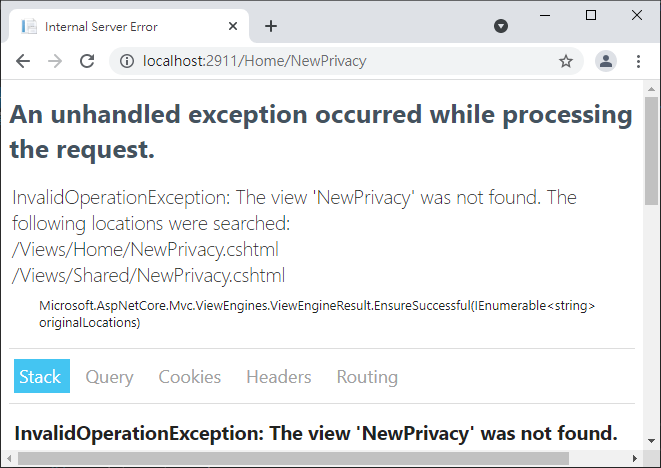 Internal Server Error
localhost:2911/Home/NewPrivacy
An unhandled exception occurred while processing
the request.
InvalidOperationException: The view 'NewPrivacy' was not found. The
following locations were searched:
/Views/Home/NewPrivacy.cshtml
/Views/Shared/NewPrivacy.cshtml
Microsoft.AspNetCore.Mvc.ViewEngines.ViewEngineResult.EnsureSuccessful(IEnumerable<string>
originalLocations)
Stack Query Cookies Headers Routing
InvalidOperationException: The view 'NewPrivacy' was not found.